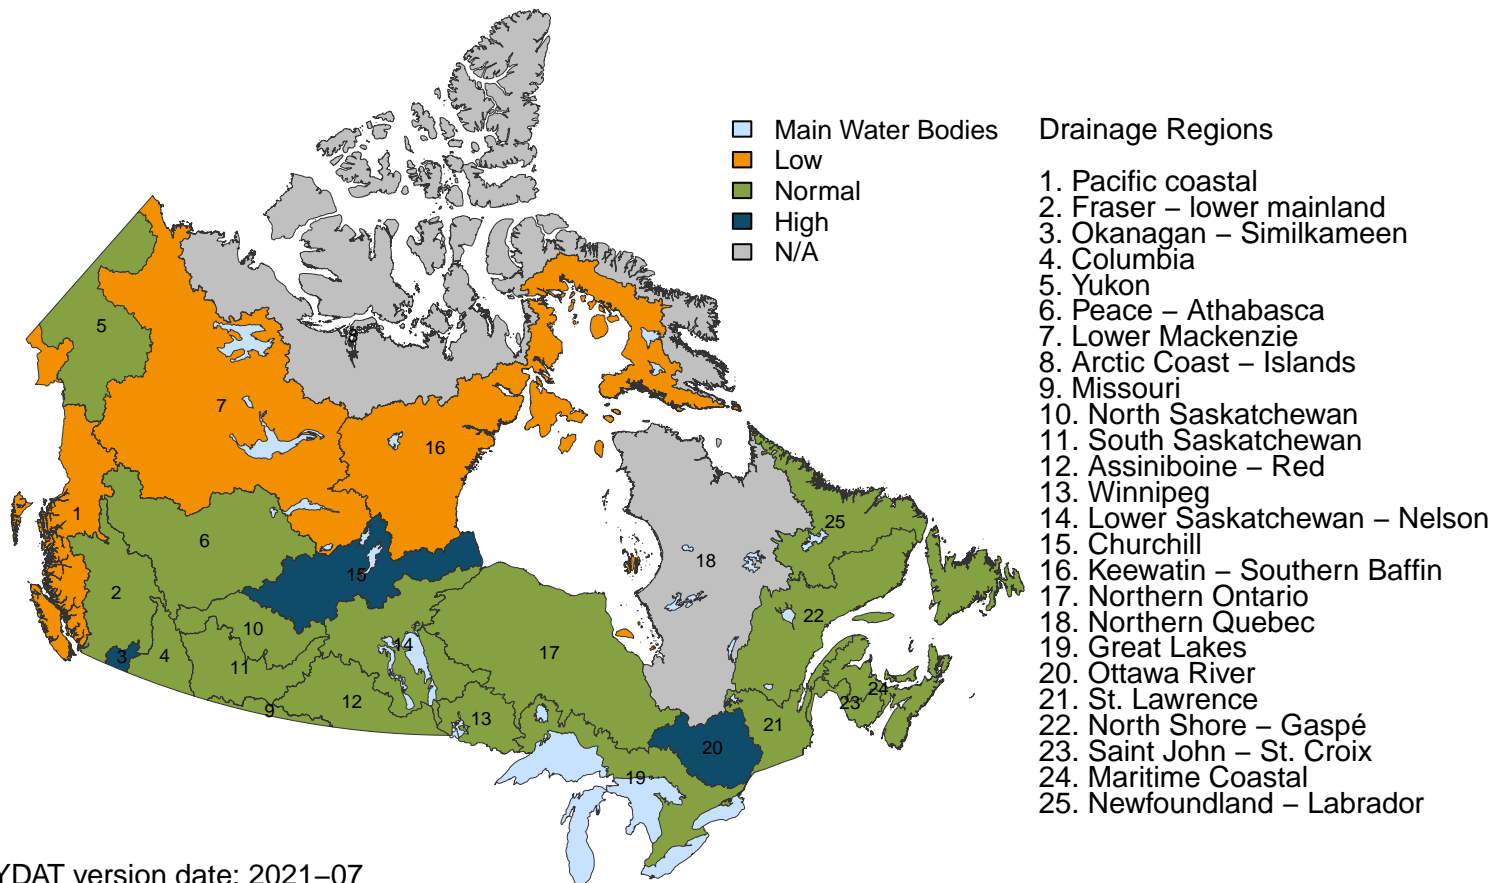 Main Water Bodies
Low
Normal
High
N/A
Drainage Regions
1. Pacific coastal
2. Fraser – lower mainland
3. Okanagan – Similkameen
4. Columbia
5. Yukon
6. Peace – Athabasca
7. Lower Mackenzie
8. Arctic Coast – Islands
9. Missouri
10. North Saskatchewan
11. South Saskatchewan
12. Assiniboine – Red
13. Winnipeg
14. Lower Saskatchewan – Nelson
15. Churchill
16. Keewatin – Southern Baffin
17. Northern Ontario
18. Northern Quebec
19. Great Lakes
20. Ottawa River
21. St. Lawrence
22. North Shore – Gaspé
23. Saint John – St. Croix
24. Maritime Coastal
25. Newfoundland – Labrador
5
8
7
16
1
25
6
18
15
2
22
10
14
17
3
4
11
24
12
23
9
13
21
20
19
YDAT version date: 2021–07